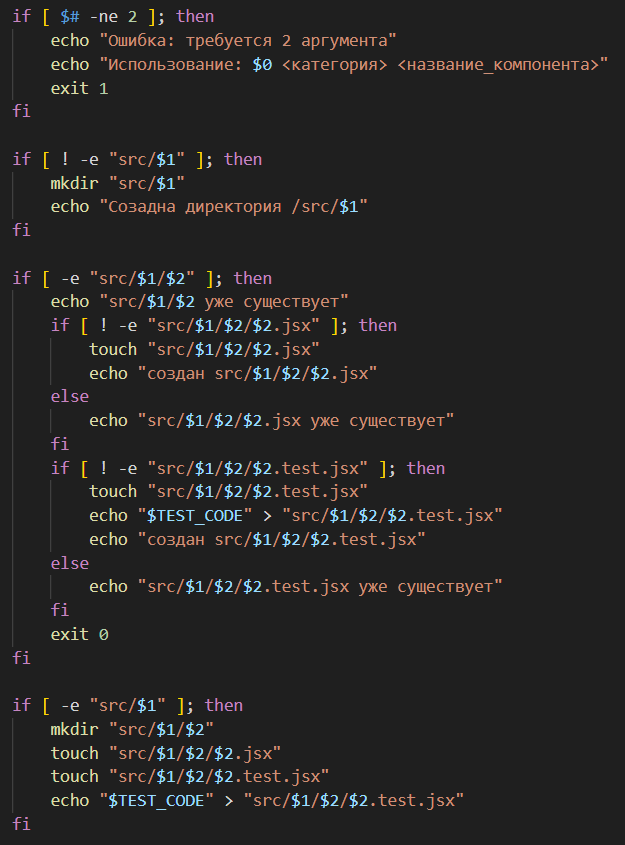 if [ $# -ne 2 ]; then
    echo "Ошибка: требуется 2 аргумента"
    echo "Использование: $0 <категория> <название_компонента>"
    exit 1
fi

if [ ! -e "src/$1" ]; then
    mkdir "src/$1"
    echo "Созадна директория /src/$1"
fi

if [ -e "src/$1/$2" ]; then
    echo "src/$1/$2 уже существует"
    if [ ! -e "src/$1/$2/$2.jsx" ]; then
        touch "src/$1/$2/$2.jsx"
        echo "создан src/$1/$2/$2.jsx"
    else
        echo "src/$1/$2/$2.jsx уже существует"
    fi
    if [ ! -e "src/$1/$2/$2.test.jsx" ]; then
        touch "src/$1/$2/$2.test.jsx"
        echo "$TEST_CODE" > "src/$1/$2/$2.test.jsx"
        echo "создан src/$1/$2/$2.test.jsx"
    else
        echo "src/$1/$2/$2.test.jsx уже существует"
    fi
    exit 0
fi

if [ -e "src/$1" ]; then
    mkdir "src/$1/$2"
    touch "src/$1/$2/$2.jsx"
    touch "src/$1/$2/$2.test.jsx"
    echo "$TEST_CODE" > "src/$1/$2/$2.test.jsx"
fi